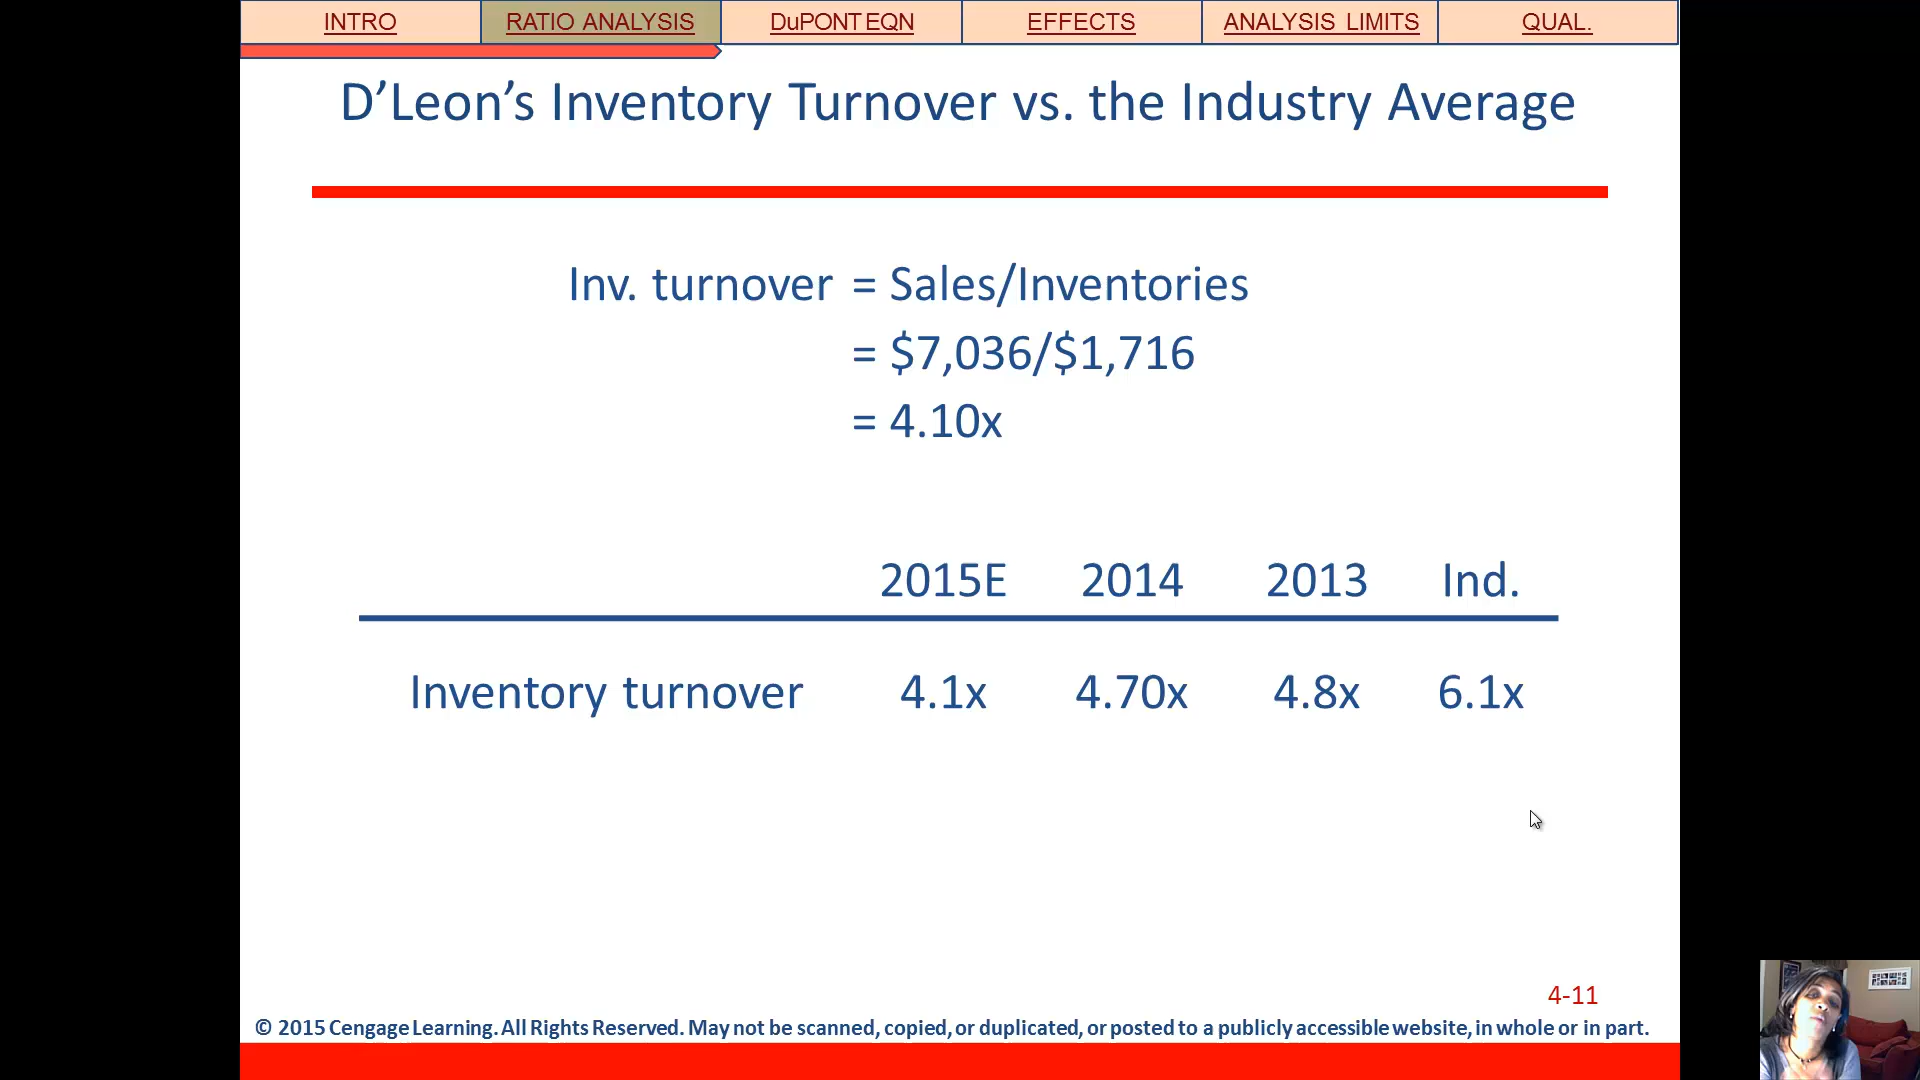 INTRO RATIO ANALYSIS DuPONT EQN EFFECTS ANALYSIS LIMITS QUAL.
D’Leon’s Inventory Turnover vs. the Industry Average
Inv. turnover = Sales/Inventories
= $7,036/$1,716
= 4.10x
2015E 2014 2013 Ind.
Inventory turnover 4.1x 4.70x 4.8x 6.1x
4-11
© 2015 Cengage Learning. All Rights Reserved. May not be scanned, copied, or duplicated, or posted to a publicly accessible website, in whole or in part.